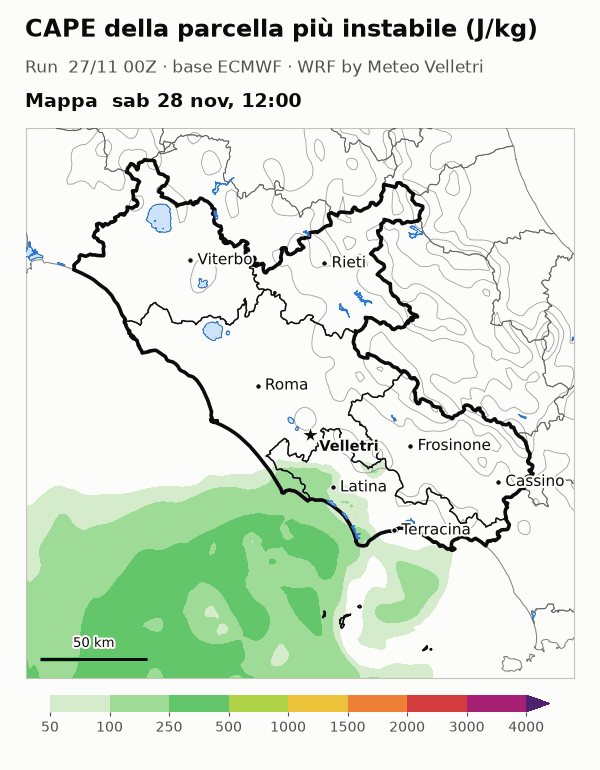 CAPE della parcella più instabile (J/kg)
Run  27/11 00Z · base ECMWF · WRF by Meteo Velletri
Mappa  sab 28 nov, 12:00
Viterbo
Rieti
Roma
Velletri
Frosinone
Latina
Cassino
Terracina
50 km
50 100 250 500 1000 1500 2000 3000 4000